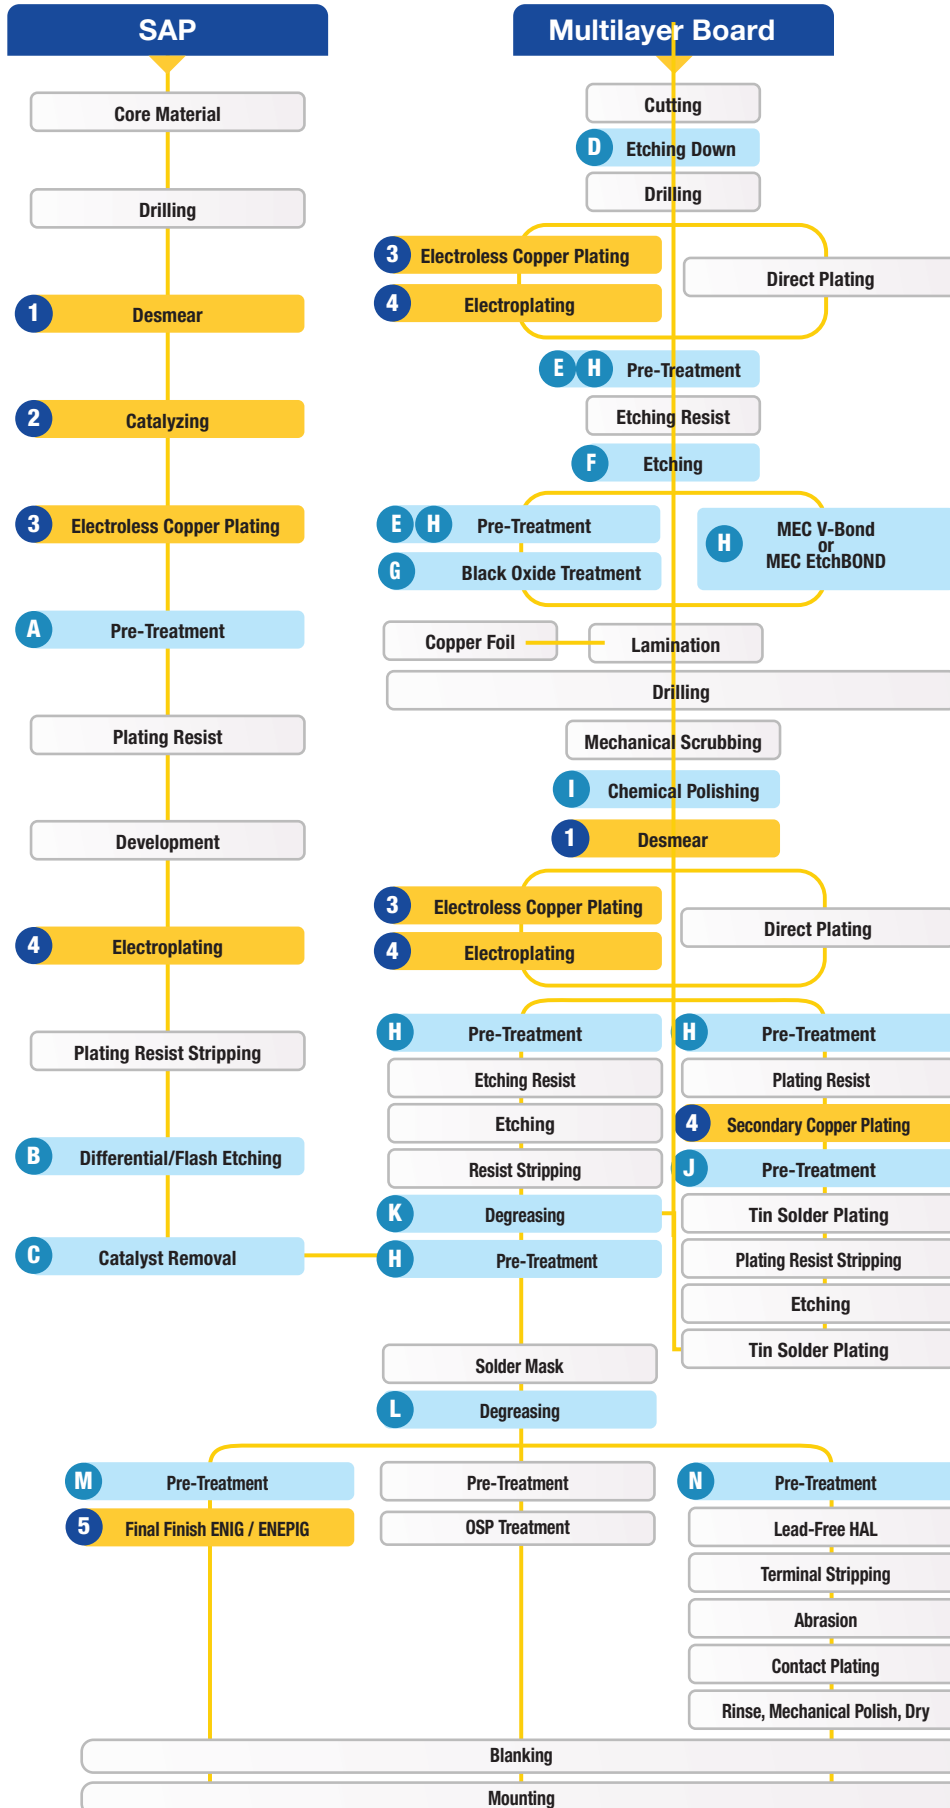 SAP
Core Material
Drilling
1 Desmear
2 Catalyzing
3 Electroless Copper Plating
A Pre-Treatment
Plating Resist
Development
4 Electroplating
Plating Resist Stripping
B Differential/Flash Etching
C Catalyst Removal
Multilayer Board
Cutting
D Etching Down
Drilling
3 Electroless Copper Plating
4 Electroplating
Direct Plating
E H Pre-Treatment
Etching Resist
F Etching
E H Pre-Treatment
G Black Oxide Treatment
H MEC V-Bond
or
MEC EtchBOND
Copper Foil
Lamination
Drilling
Mechanical Scrubbing
I Chemical Polishing
1 Desmear
3 Electroless Copper Plating
4 Electroplating
Direct Plating
H Pre-Treatment
Etching Resist
Etching
Resist Stripping
K Degreasing
H Pre-Treatment
H Pre-Treatment
Plating Resist
4 Secondary Copper Plating
J Pre-Treatment
Tin Solder Plating
Plating Resist Stripping
Etching
Tin Solder Plating
Solder Mask
L Degreasing
M Pre-Treatment
5 Final Finish ENIG / ENEPIG
Pre-Treatment
OSP Treatment
N Pre-Treatment
Lead-Free HAL
Terminal Stripping
Abrasion
Contact Plating
Rinse, Mechanical Polish, Dry
Blanking
Mounting